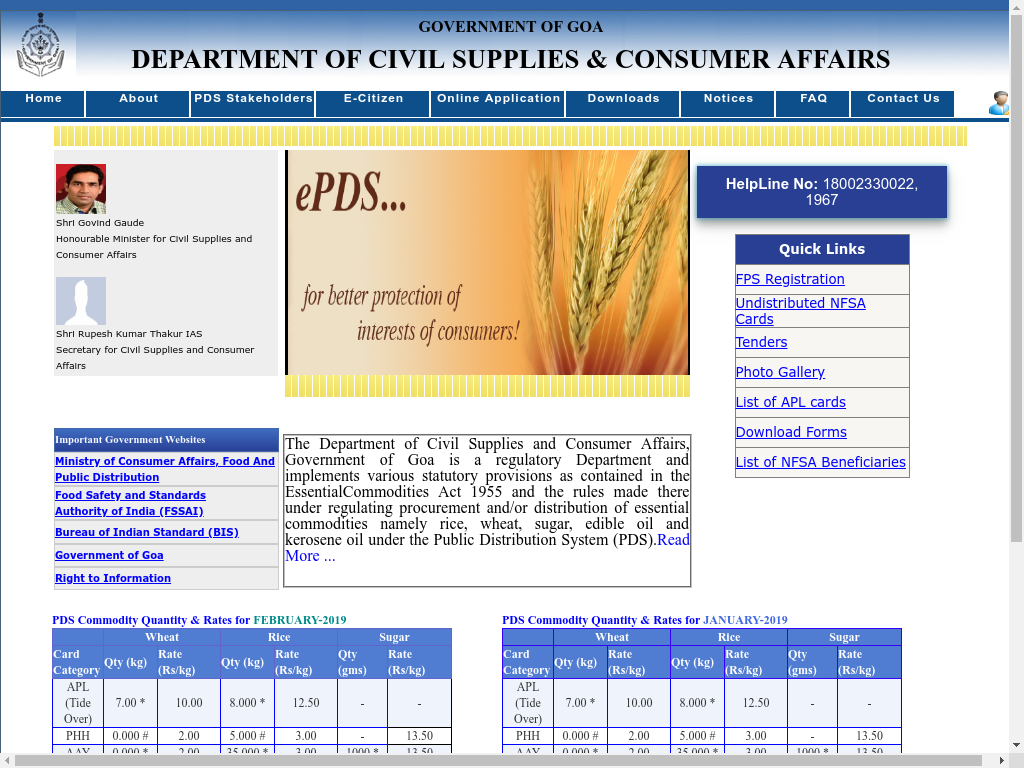 GOVERNMENT OF GOA
DEPARTMENT OF CIVIL SUPPLIES & CONSUMER AFFAIRS
Home About PDS Stakeholders E-Citizen Online Application Downloads Notices FAQ Contact Us
Shri Govind Gaude
Honourable Minister for Civil Supplies and
Consumer Affairs
Shri Rupesh Kumar Thakur IAS
Secretary for Civil Supplies and Consumer
Affairs
ePDS...
for better protection of
interests of consumers!
HelpLine No: 18002330022,
1967
Quick Links
FPS Registration
Undistributed NFSA
Cards
Tenders
Photo Gallery
List of APL cards
Download Forms
List of NFSA Beneficiaries
Important Government Websites
Ministry of Consumer Affairs, Food And
Public Distribution
Food Safety and Standards
Authority of India (FSSAI)
Bureau of Indian Standard (BIS)
Government of Goa
Right to Information
The Department of Civil Supplies and Consumer Affairs,
Government of Goa is a regulatory Department and
implements various statutory provisions as contained in the
EssentialCommodities Act 1955 and the rules made there
under regulating procurement and/or distribution of essential
commodities namely rice, wheat, sugar, edible oil and
kerosene oil under the Public Distribution System (PDS).Read
More ...
PDS Commodity Quantity & Rates for FEBRUARY-2019
Wheat Rice Sugar
Card Category Qty (kg) Rate (Rs/kg) Qty (kg) Rate (Rs/kg) Qty (gms) Rate (Rs/kg)
APL (Tide Over) 7.00 * 10.00 8.000 * 12.50 - -
PHH 0.000 # 2.00 5.000 # 3.00 - 13.50
AAY 0.000 * 2.00 35.000 * 3.00 1000 * 13.50
PDS Commodity Quantity & Rates for JANUARY-2019
Wheat Rice Sugar
Card Category Qty (kg) Rate (Rs/kg) Qty (kg) Rate (Rs/kg) Qty (gms) Rate (Rs/kg)
APL (Tide Over) 7.00 * 10.00 8.000 * 12.50 - -
PHH 0.000 # 2.00 5.000 # 3.00 - 13.50
AAY 0.000 * 2.00 35.000 * 3.00 1000 * 13.50